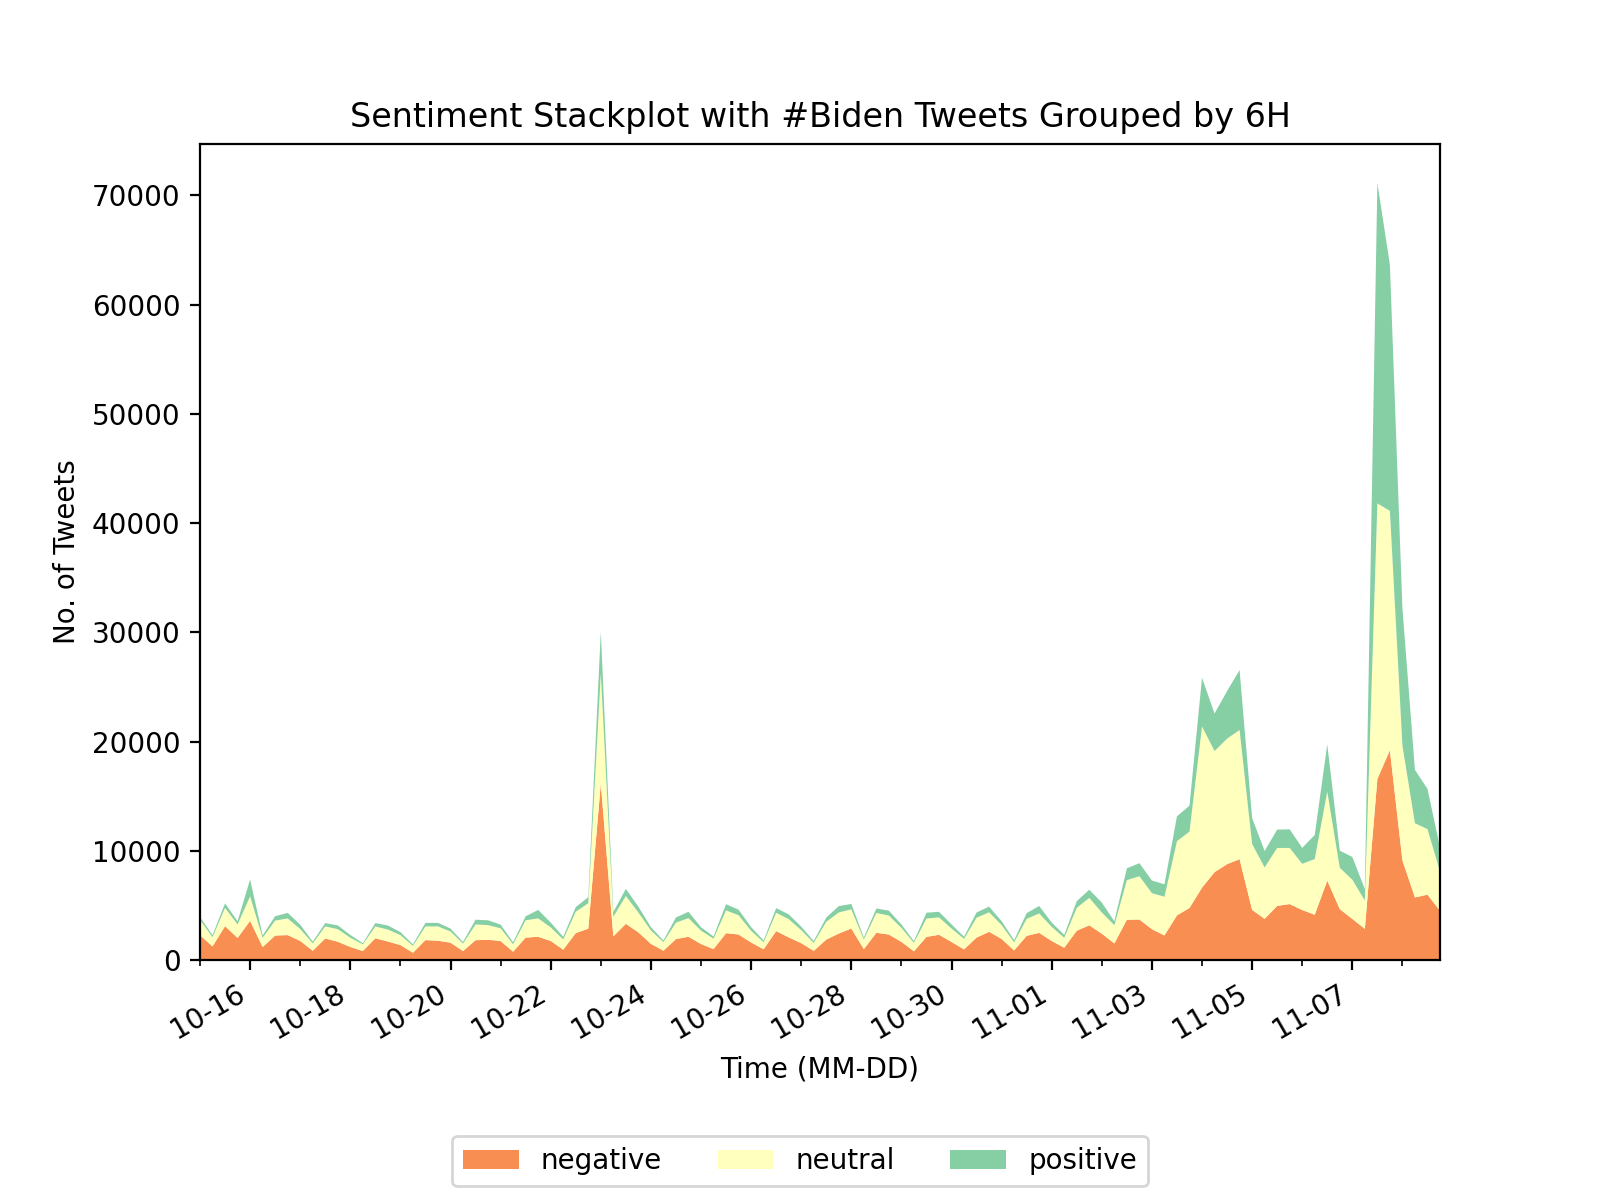 Sentiment Stackplot with #Biden Tweets Grouped by 6H
70000
60000
50000
40000
30000
20000
10000
0
No. of Tweets
10-16 10-18 10-20 10-22 10-24 10-26 10-28 10-30 11-01 11-03 11-05 11-07
Time (MM-DD)
negative neutral positive